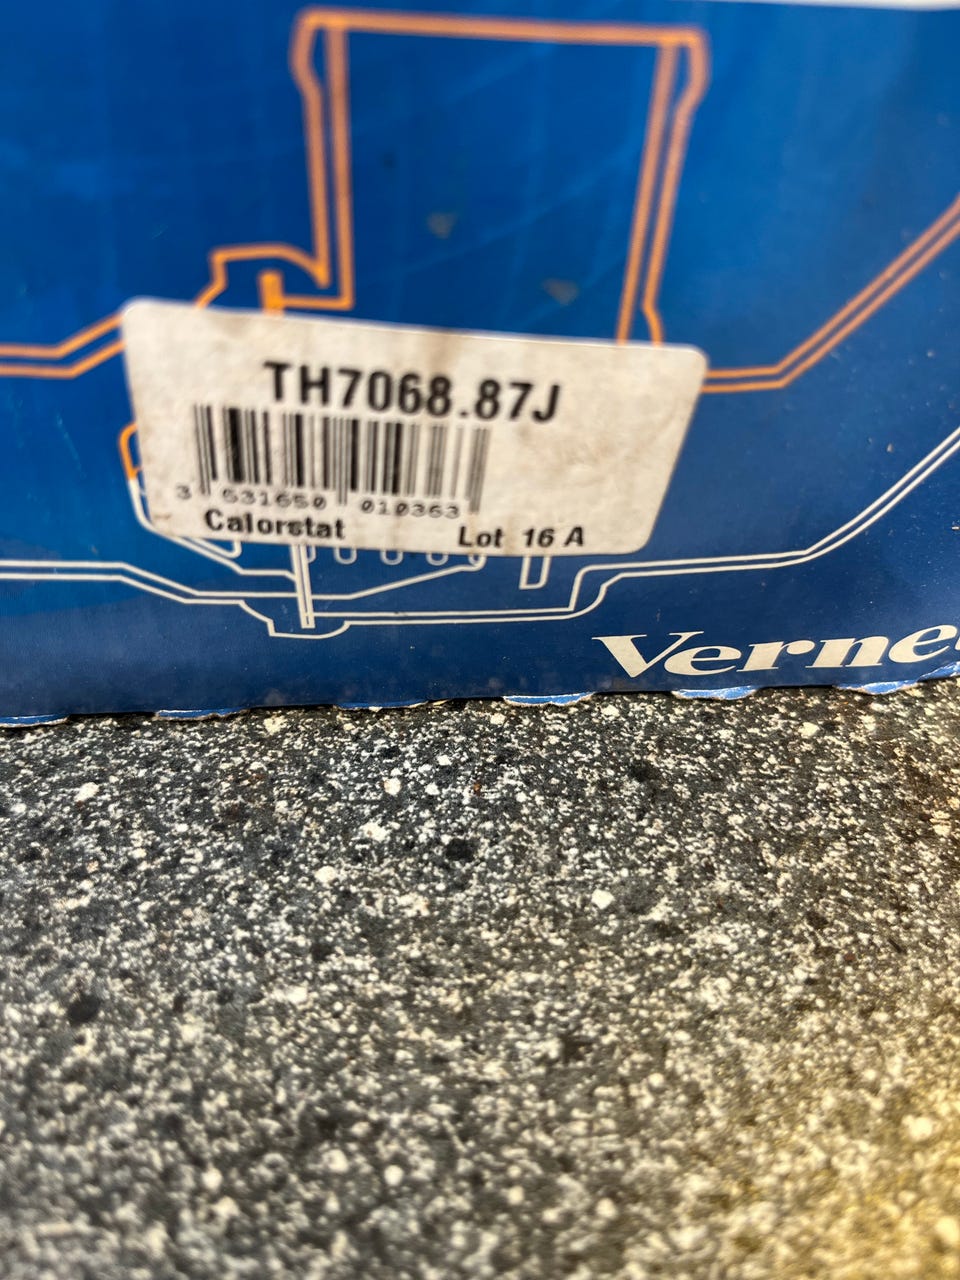 TH7068.87J
3 531650 010363
Calorstat Lot 16 A
Verne